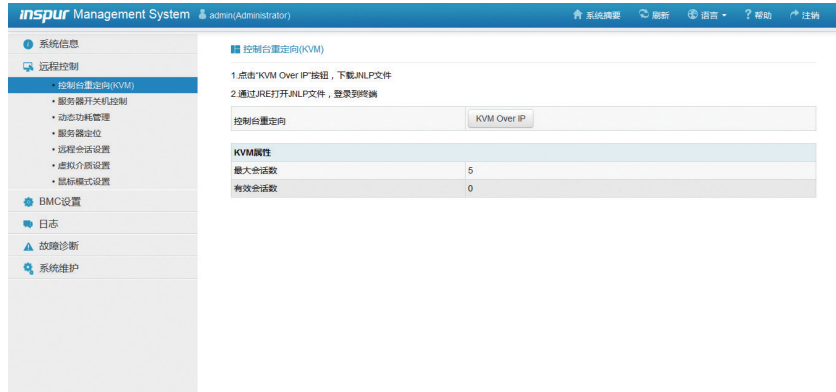 inspur Management System admin(Administrator) 系统摘要 刷新 语言 帮助 注销
系统信息
远程控制
控制台重定向(KVM)
服务器开关机控制
动态功耗管理
服务器定位
远程会话设置
虚拟介质设置
鼠标模式设置
BMC设置
日志
故障诊断
系统维护
控制台重定向(KVM)
1.点击"KVM Over IP"按钮，下载JNLP文件
2.通过JRE打开JNLP文件，登录到终端
控制台重定向 KVM Over IP
KVM属性
最大会话数 5
有效会话数 0